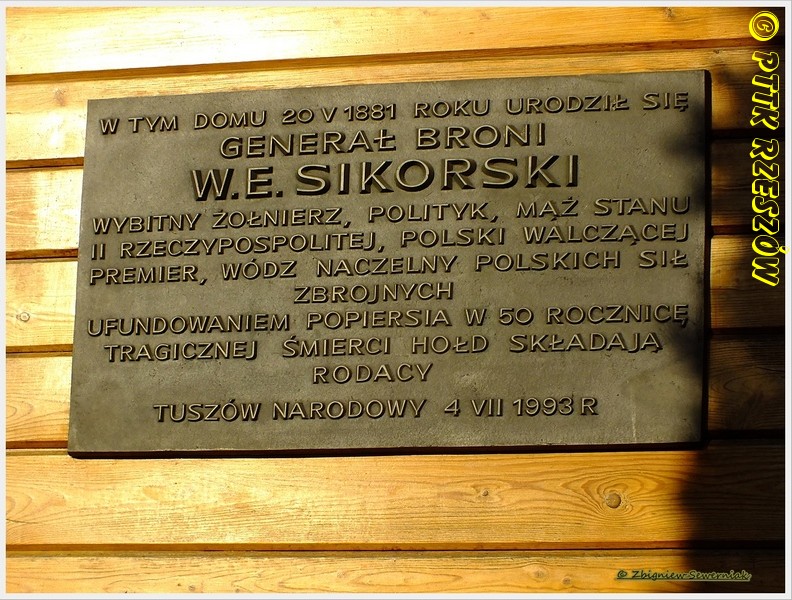 W TYM DOMU 20 V 1881 ROKU URODZIŁ SIĘ
GENERAŁ BRONI
W.E. SIKORSKI
WYBITNY ŻOŁNIERZ, POLITYK, MĄŻ STANU
II RZECZYPOSPOLITEJ, POLSKI WALCZĄCEJ
PREMIER, WÓDZ NACZELNY POLSKICH SIŁ
ZBROJNYCH
UFUNDOWANIEM POPIERSIA W 50 ROCZNICĘ
TRAGICZNEJ ŚMIERCI HOŁD SKŁADAJĄ
RODACY
TUSZÓW NARODOWY 4 VII 1993 R
© PTTK RZESZÓW
© ZbigniewSewerniak